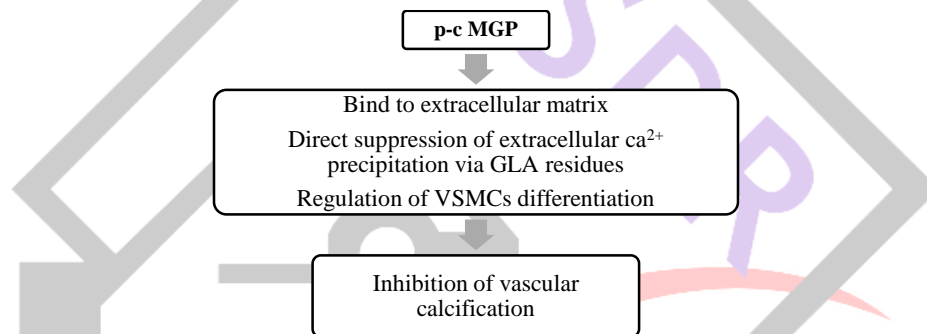 p-c MGP
Bind to extracellular matrix
Direct suppression of extracellular ca²⁺
precipitation via GLA residues
Regulation of VSMCs differentiation
Inhibition of vascular
calcification